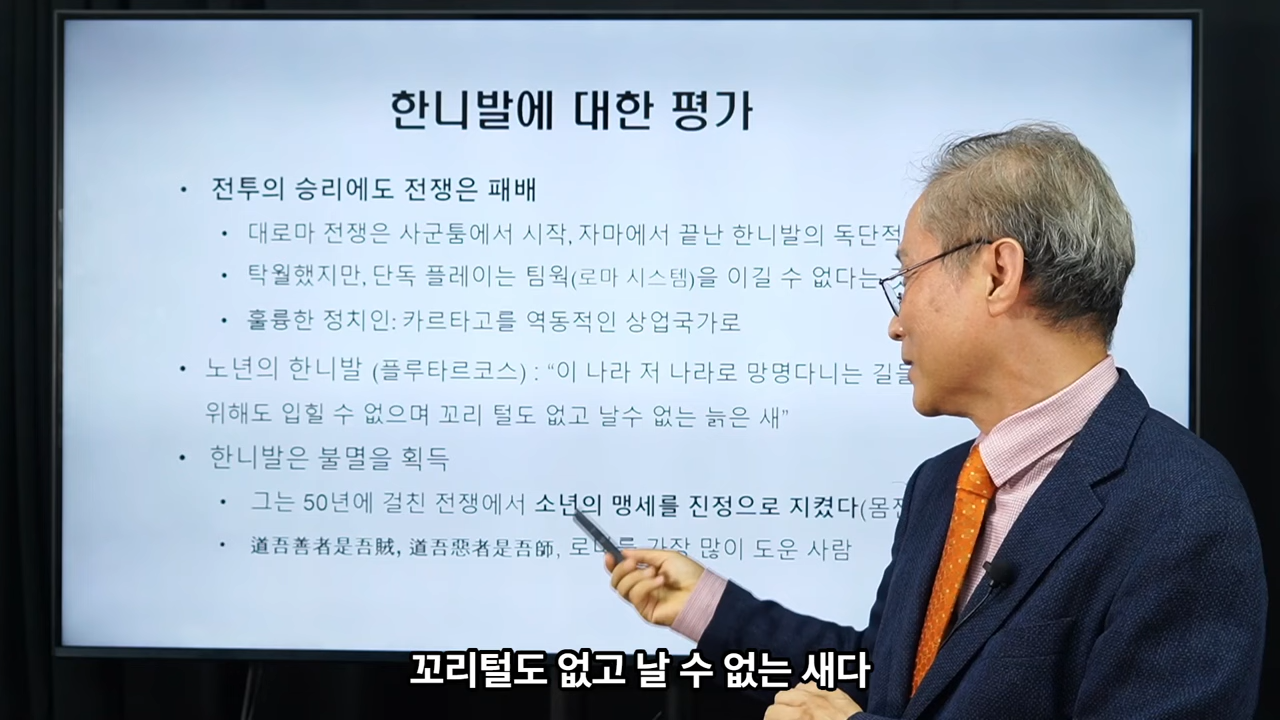 한니발에 대한 평가
• 전투의 승리에도 전쟁은 패배
• 대로마 전쟁은 사군툼에서 시작, 자마에서 끝난 한니발의 독단적
• 탁월했지만, 단독 플레이는 팀웍(로마 시스템)을 이길 수 없다는
• 훌륭한 정치인: 카르타고를 역동적인 상업국가로
• 노년의 한니발 (플루타르코스) : “이 나라 저 나라로 망명다니는 길들
위해도 입힐 수 없으며 꼬리 털도 없고 날수 없는 늙은 새”
• 한니발은 불멸을 획득
• 그는 50년에 걸친 전쟁에서 소년의 맹세를 진정으로 지켰다(몸
• 道吾善者是吾賊, 道吾惡者是吾師, 로마를 가장 많이 도운 사람
꼬리털도 없고 날 수 없는 새다